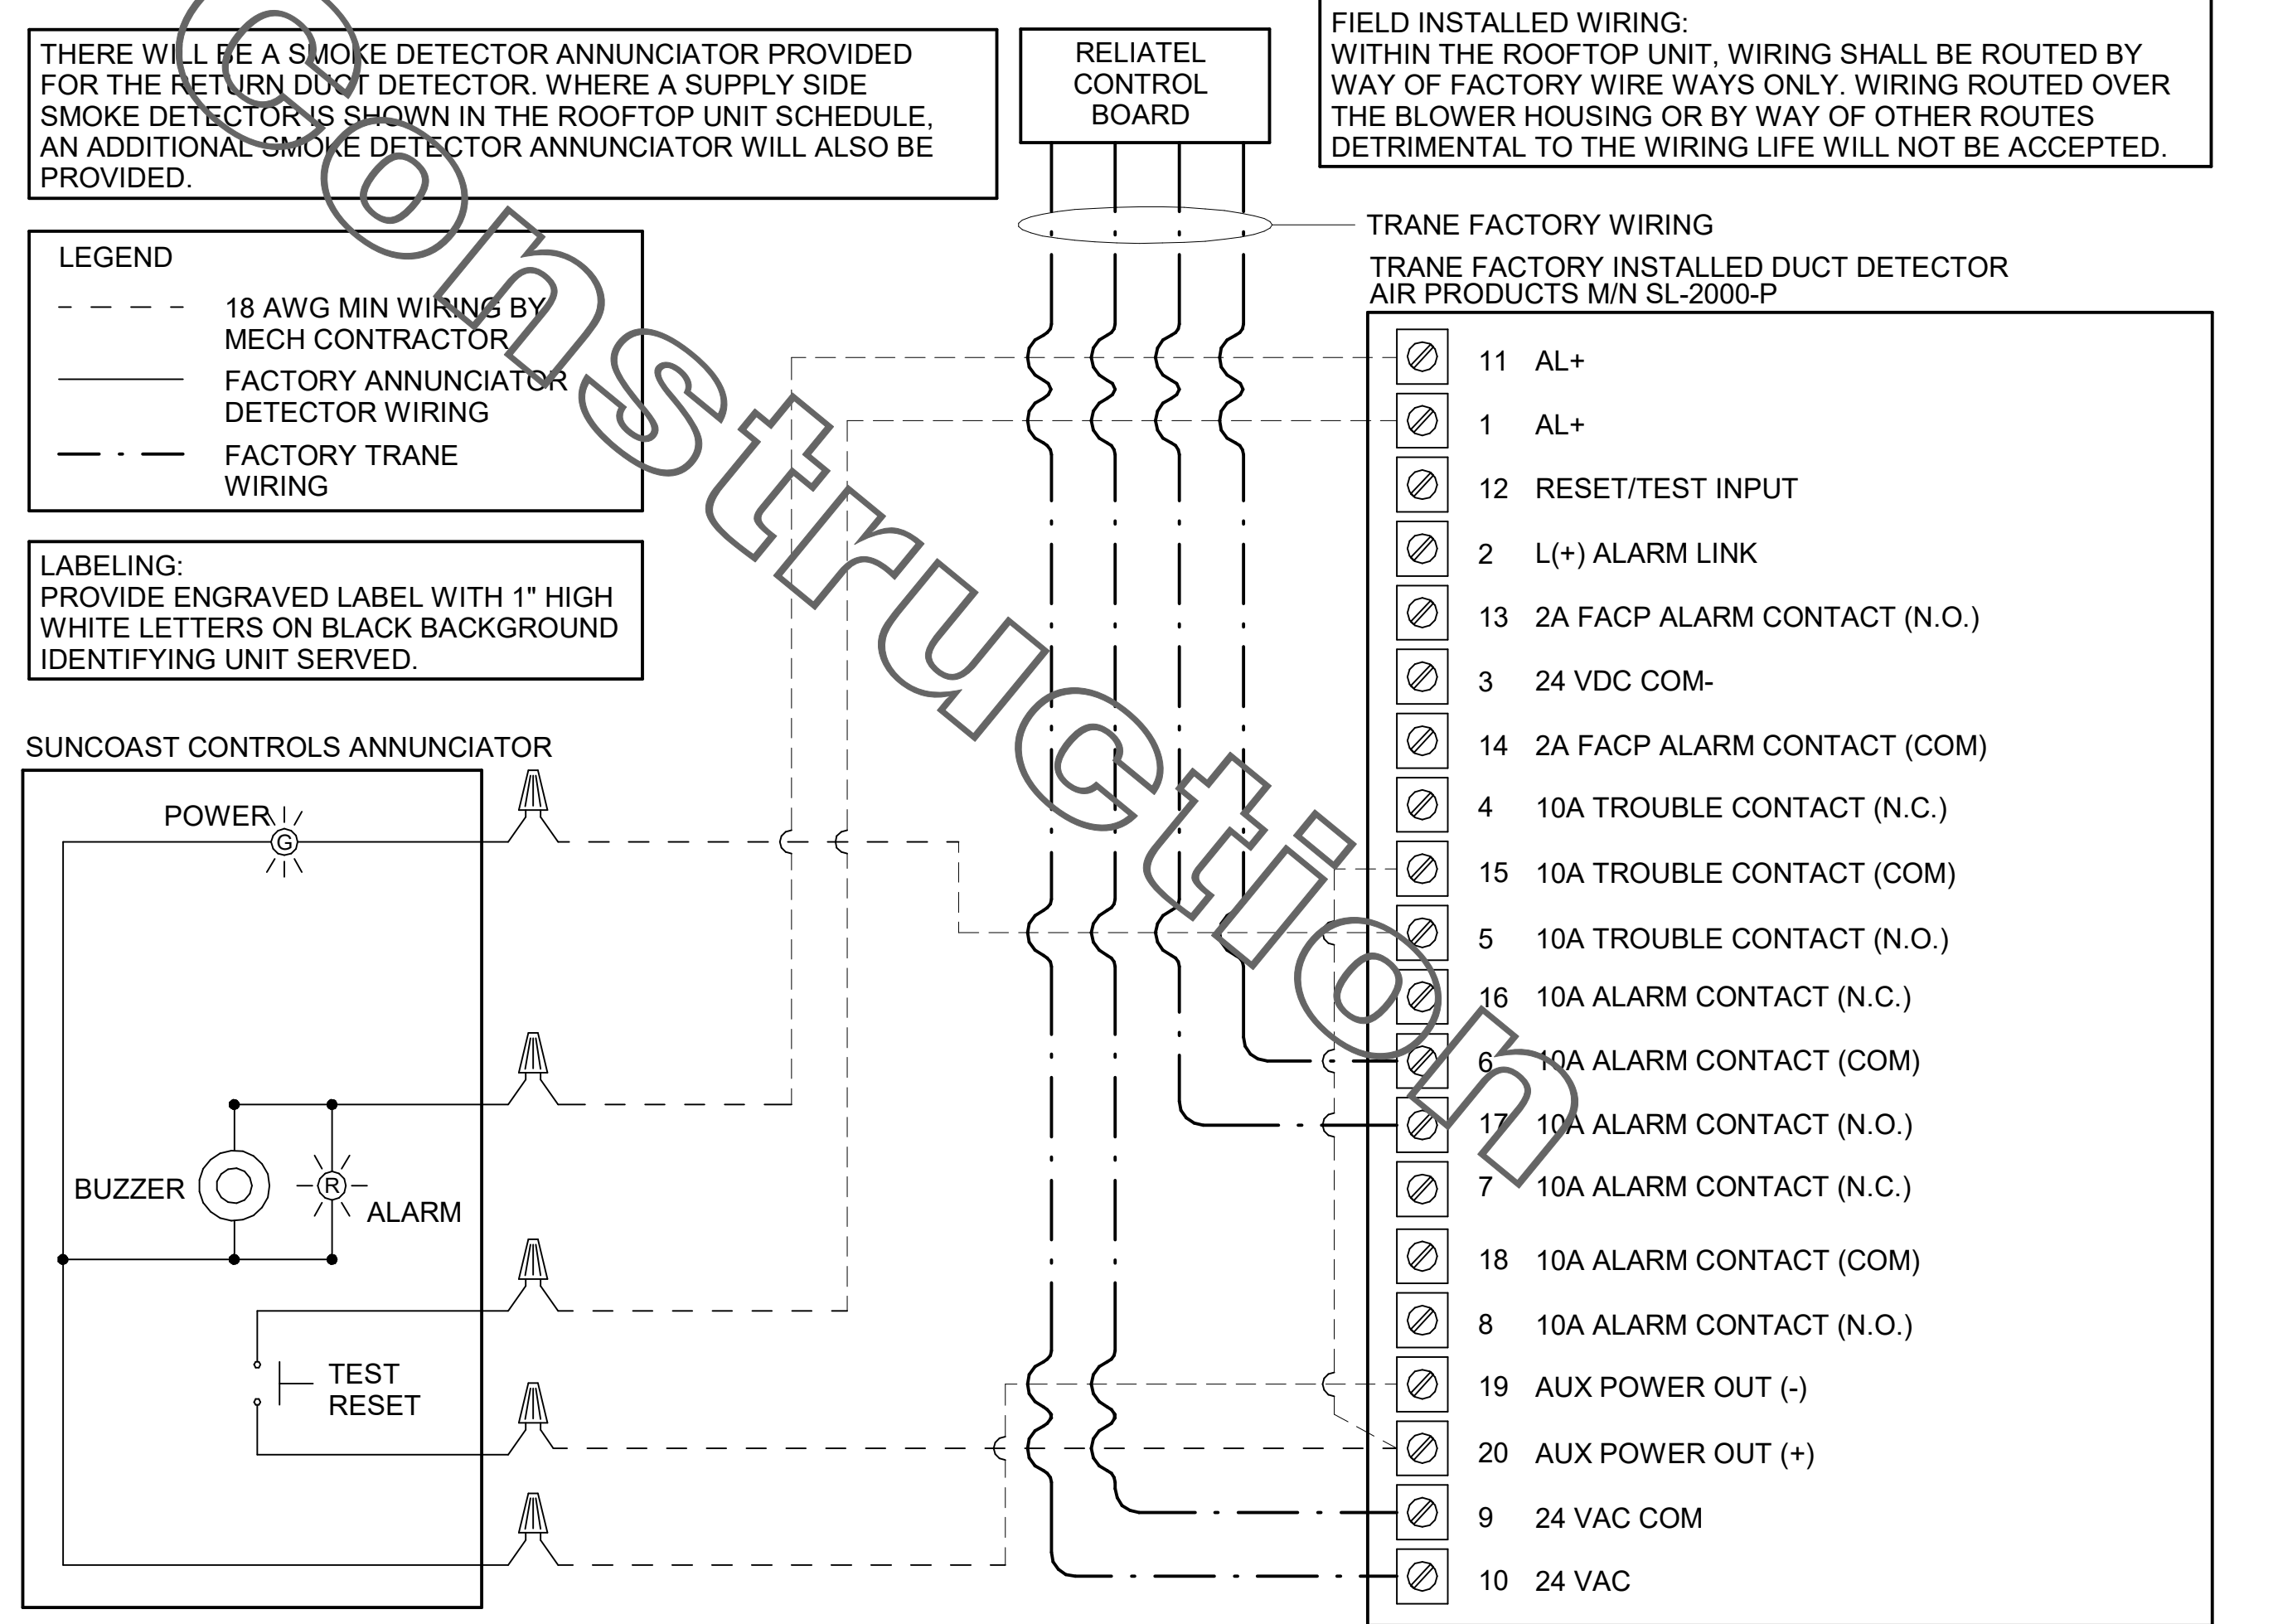 THERE WILL BE A SMOKE DETECTOR ANNUNCIATOR PROVIDED
FOR THE RETURN DUCT DETECTOR. WHERE A SUPPLY SIDE
SMOKE DETECTOR IS SHOWN IN THE ROOFTOP UNIT SCHEDULE,
AN ADDITIONAL SMOKE DETECTOR ANNUNCIATOR WILL ALSO BE
PROVIDED.
RELIATEL
CONTROL
BOARD
FIELD INSTALLED WIRING:
WITHIN THE ROOFTOP UNIT, WIRING SHALL BE ROUTED BY
WAY OF FACTORY WIRE WAYS ONLY. WIRING ROUTED OVER
THE BLOWER HOUSING OR BY WAY OF OTHER ROUTES
DETRIMENTAL TO THE WIRING LIFE WILL NOT BE ACCEPTED.
LEGEND
18 AWG MIN WIRING BY
MECH CONTRACTOR
FACTORY ANNUNCIATOR
DETECTOR WIRING
FACTORY TRANE
WIRING
LABELING:
PROVIDE ENGRAVED LABEL WITH 1" HIGH
WHITE LETTERS ON BLACK BACKGROUND
IDENTIFYING UNIT SERVED.
TRANE FACTORY WIRING
TRANE FACTORY INSTALLED DUCT DETECTOR
AIR PRODUCTS M/N SL-2000-P
11 AL+
1 AL+
12 RESET/TEST INPUT
2 L(+) ALARM LINK
13 2A FACP ALARM CONTACT (N.O.)
3 24 VDC COM-
14 2A FACP ALARM CONTACT (COM)
4 10A TROUBLE CONTACT (N.C.)
15 10A TROUBLE CONTACT (COM)
5 10A TROUBLE CONTACT (N.O.)
16 10A ALARM CONTACT (N.C.)
6 10A ALARM CONTACT (COM)
17 10A ALARM CONTACT (N.O.)
7 10A ALARM CONTACT (N.C.)
18 10A ALARM CONTACT (COM)
8 10A ALARM CONTACT (N.O.)
19 AUX POWER OUT (-)
20 AUX POWER OUT (+)
9 24 VAC COM
10 24 VAC
SUNCOAST CONTROLS ANNUNCIATOR
POWER
G
BUZZER
R
ALARM
TEST
RESET
Construction